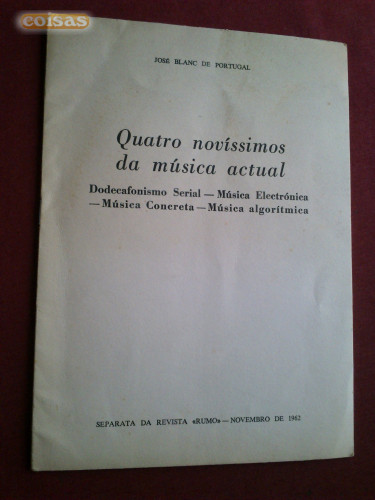 coisas
JOSÉ BLANC DE PORTUGAL
Quatro novíssimos
da música actual
Dodecafonismo Serial — Música Electrónica
— Música Concreta — Música algorítmica
SEPARATA DA REVISTA «RUMO» — NOVEMBRO DE 1962